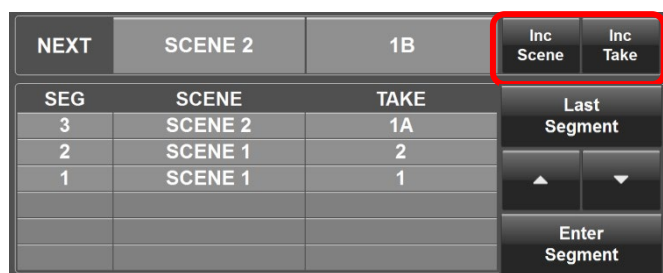 NEXT SCENE 2 1B Inc Scene Inc Take
SEG SCENE TAKE
3 SCENE 2 1A
2 SCENE 1 2
1 SCENE 1 1
Last
Segment
Enter
Segment